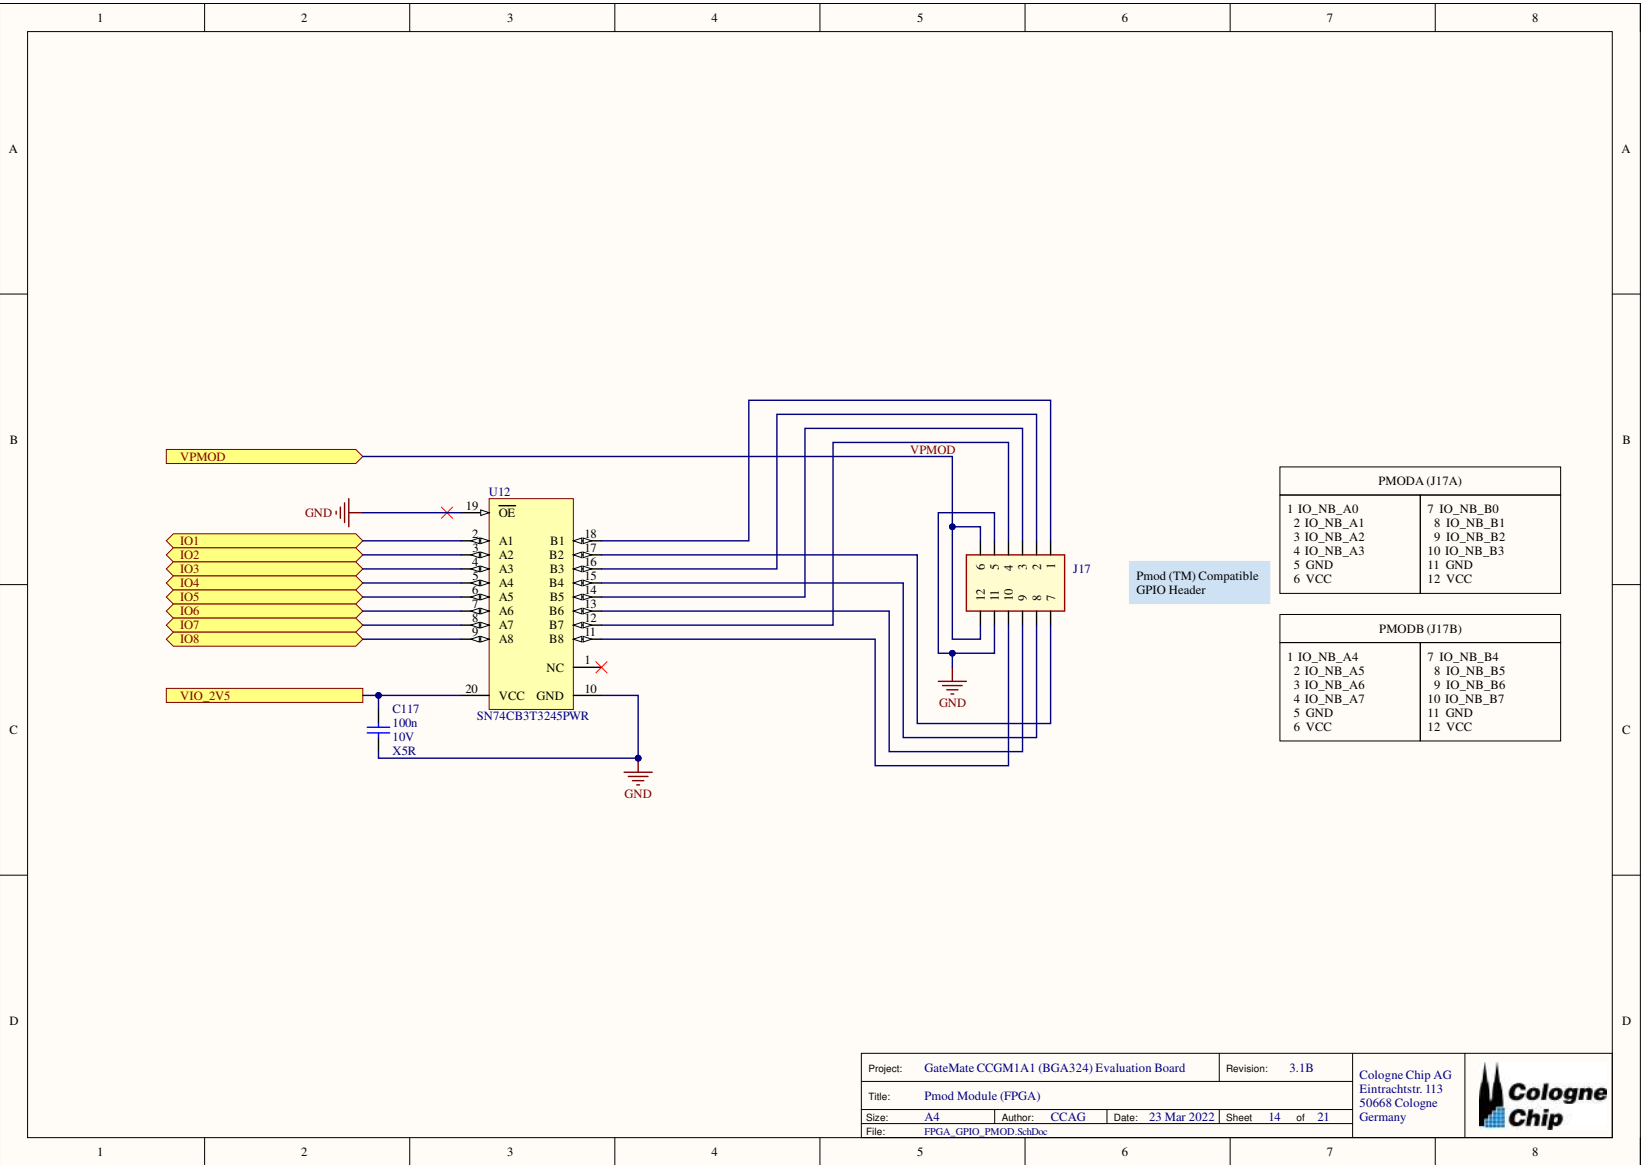 1 2 3 4 5 6 7 8
A A
B B
C C
D D
VPMOD
VPMOD
GND
U12
19 OE
IO1 2 A1 B1 18
IO2 3 A2 B2 17
IO3 4 A3 B3 16
IO4 5 A4 B4 15
IO5 6 A5 B5 14
IO6 7 A6 B6 13
IO7 8 A7 B7 12
IO8 9 A8 B8 11
NC 1
VIO_2V5 20 VCC GND 10
SN74CB3T3245PWR
C117
100n
10V
X5R
GND
6 5 4 3 2 1
12 11 10 9 8 7
J17
GND
Pmod (TM) Compatible
GPIO Header
PMODA (J17A)
1 IO_NB_A0 7 IO_NB_B0
2 IO_NB_A1 8 IO_NB_B1
3 IO_NB_A2 9 IO_NB_B2
4 IO_NB_A3 10 IO_NB_B3
5 GND 11 GND
6 VCC 12 VCC
PMODB (J17B)
1 IO_NB_A4 7 IO_NB_B4
2 IO_NB_A5 8 IO_NB_B5
3 IO_NB_A6 9 IO_NB_B6
4 IO_NB_A7 10 IO_NB_B7
5 GND 11 GND
6 VCC 12 VCC
Project: GateMate CCGM1A1 (BGA324) Evaluation Board Revision: 3.1B
Title: Pmod Module (FPGA)
Size: A4 Author: CCAG Date: 23 Mar 2022 Sheet 14 of 21
File: FPGA_GPIO_PMOD.SchDoc
Cologne Chip AG
Eintrachtstr. 113
50668 Cologne
Germany
Cologne
Chip
1 2 3 4 5 6 7 8